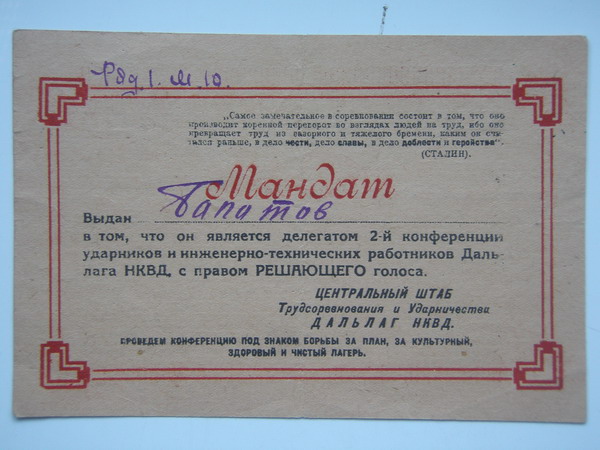 Ряд 1. м 10.
„Самое замечательное в соревновании состоит в том, что оно
производит коренной переворот во взглядах людей на труд, ибо оно
превращает труд из зазорного и тяжелого бремени, каким он счи-
тался раньше, в дело чести, дело славы, в дело доблести и геройства“.
(СТАЛИН).
Мандат
Выдан
в том, что он является делегатом 2-й конференции
ударников и инженерно-технических работников Даль-
лага НКВД, с правом РЕШАЮЩЕГО голоса.
ЦЕНТРАЛЬНЫЙ ШТАБ
Трудсоревнования и Ударничества
ДАЛЬЛАГ НКВД.
ПРОВЕДЕМ КОНФЕРЕНЦИЮ ПОД ЗНАКОМ БОРЬБЫ ЗА ПЛАН, ЗА КУЛЬТУРНЫЙ,
ЗДОРОВЫЙ И ЧИСТЫЙ ЛАГЕРЬ.